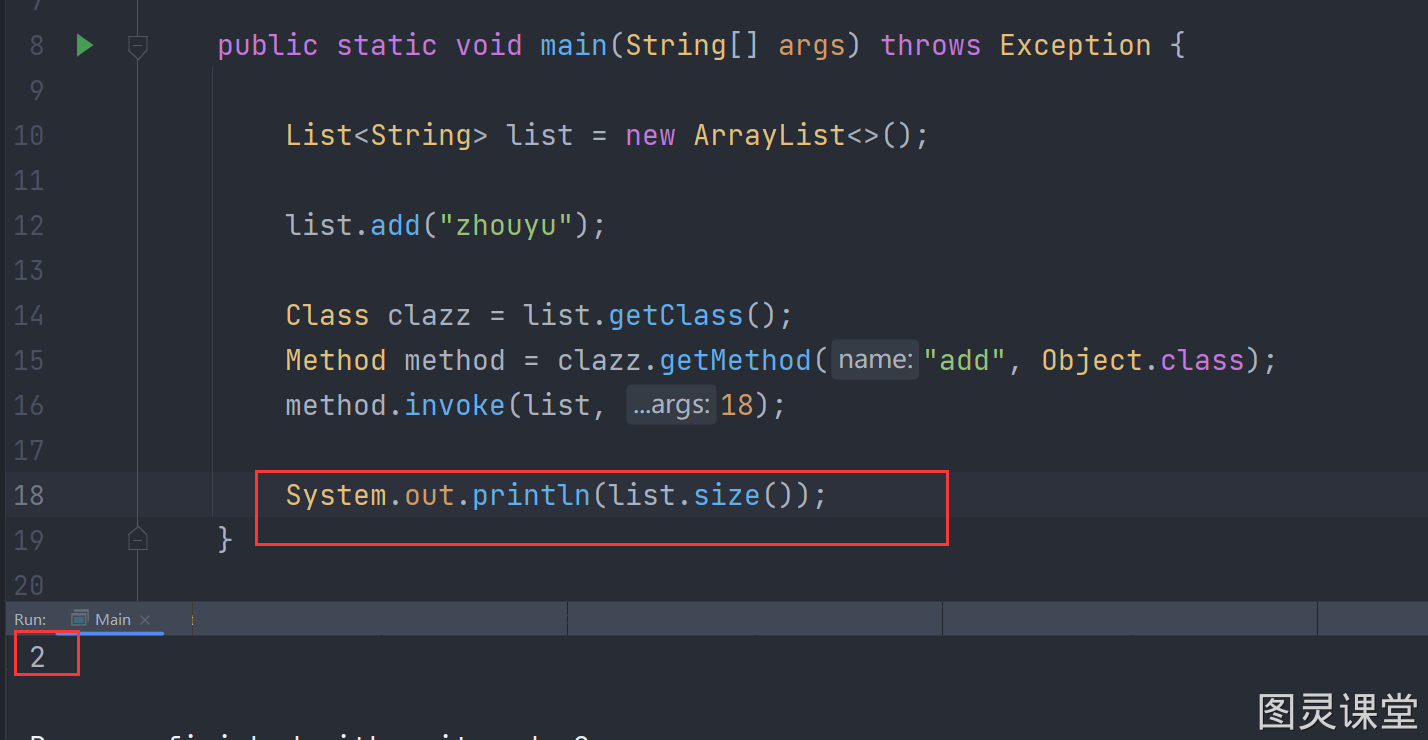 7
8 public static void main(String[] args) throws Exception {
9
10 List<String> list = new ArrayList<>();
11
12 list.add("zhouyu");
13
14 Class clazz = list.getClass();
15 Method method = clazz.getMethod( name: "add", Object.class);
16 method.invoke(list, ...args: 18);
17
18 System.out.println(list.size());
19 }
20
Run: Main ×
2
图灵课堂